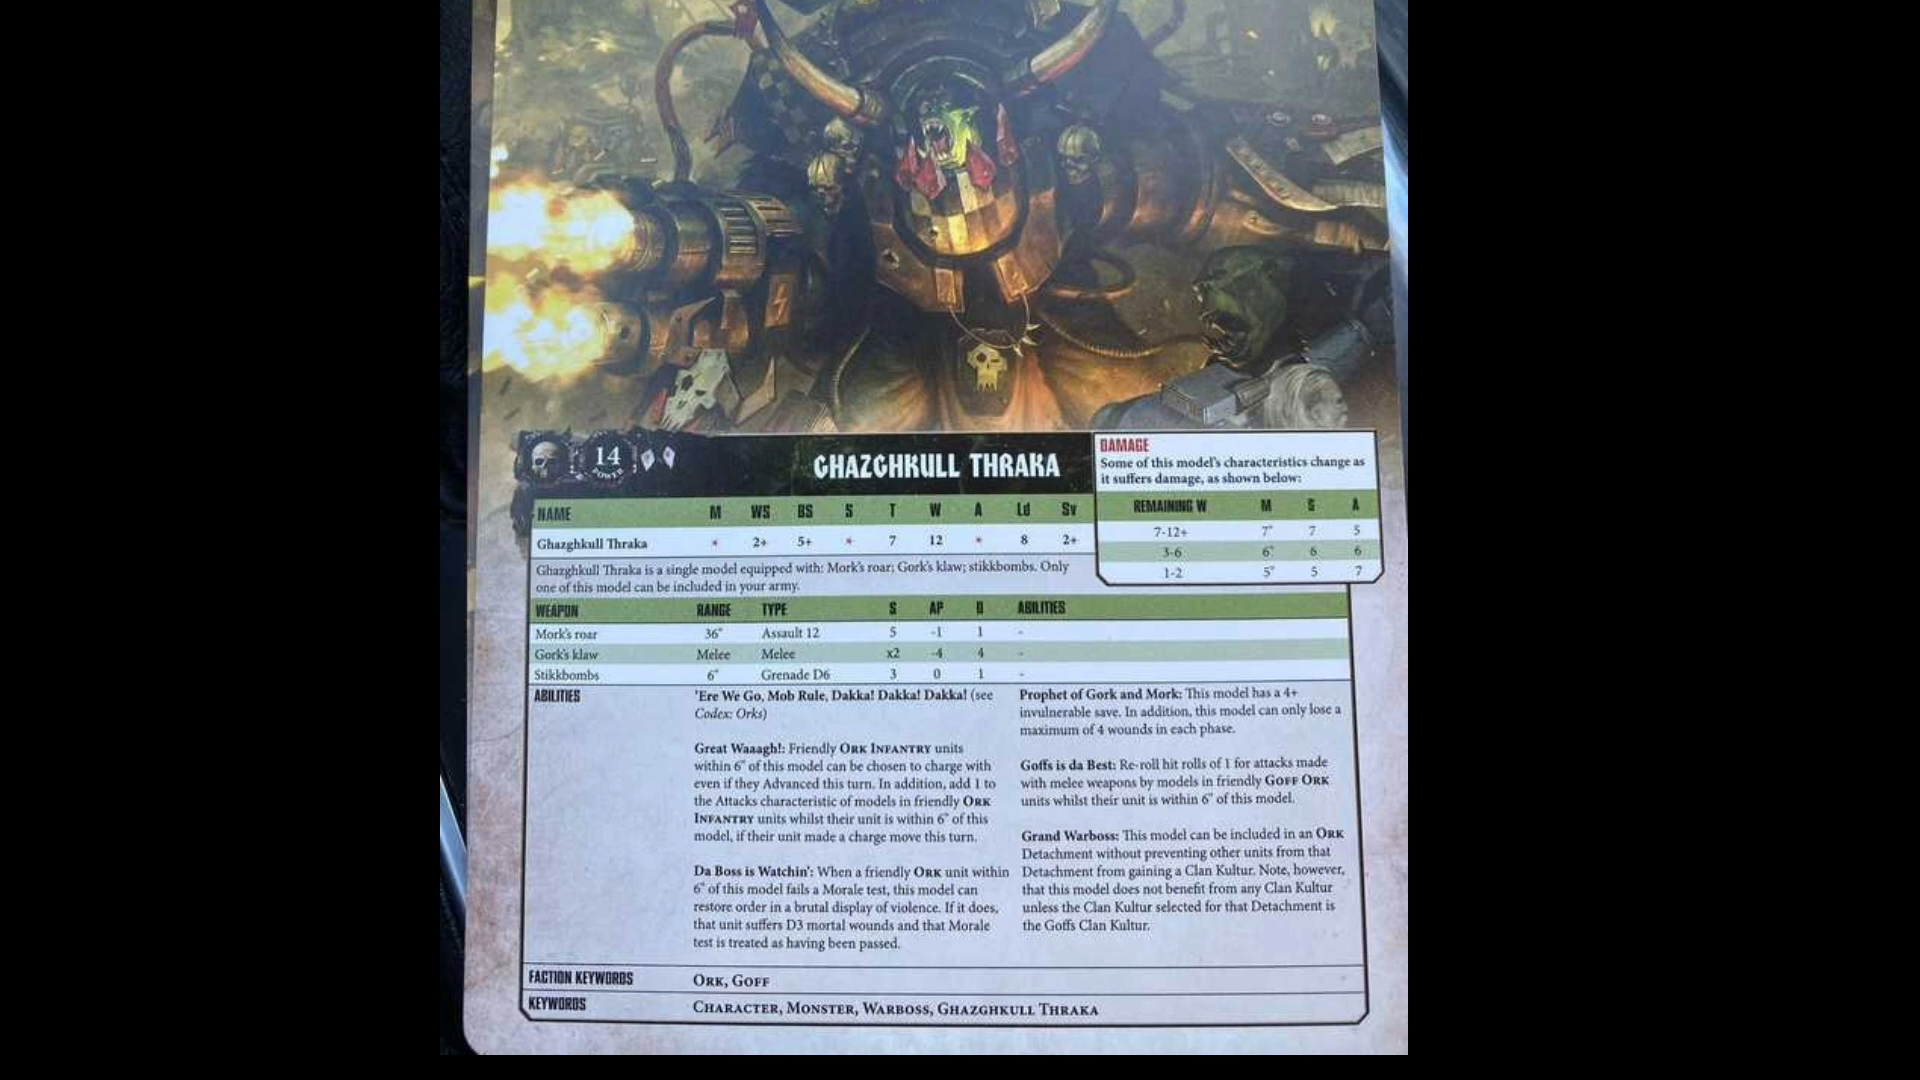 14
POWER
GHAZGHKULL THRAKA
NAME M WS BS S T W A Ld Sv
Ghazghkull Thraka * 2+ 5+ * 7 12 * 8 2+
Ghazghkull Thraka is a single model equipped with: Mork's roar; Gork's klaw; stikkbombs. Only
one of this model can be included in your army.
DAMAGE
Some of this model's characteristics change as
it suffers damage, as shown below:
REMAINING W M S A
7-12+ 7" 7 5
3-6 6" 6 6
1-2 5" 5 7
WEAPON RANGE TYPE S AP D ABILITIES
Mork's roar 36" Assault 12 5 -1 1 -
Gork's klaw Melee Melee x2 -4 4 -
Stikkbombs 6" Grenade D6 3 0 1 -
ABILITIES
'Ere We Go, Mob Rule, Dakka! Dakka! Dakka! (see
Codex: Orks)
Great Waaagh!: Friendly ORK INFANTRY units
within 6" of this model can be chosen to charge with
even if they Advanced this turn. In addition, add 1 to
the Attacks characteristic of models in friendly ORK
INFANTRY units whilst their unit is within 6" of this
model, if their unit made a charge move this turn.
Da Boss is Watchin': When a friendly ORK unit within
6" of this model fails a Morale test, this model can
restore order in a brutal display of violence. If it does,
that unit suffers D3 mortal wounds and that Morale
test is treated as having been passed.
Prophet of Gork and Mork: This model has a 4+
invulnerable save. In addition, this model can only lose a
maximum of 4 wounds in each phase.
Goffs is da Best: Re-roll hit rolls of 1 for attacks made
with melee weapons by models in friendly GOFF ORK
units whilst their unit is within 6" of this model.
Grand Warboss: This model can be included in an ORK
Detachment without preventing other units from that
Detachment from gaining a Clan Kultur. Note, however,
that this model does not benefit from any Clan Kultur
unless the Clan Kultur selected for that Detachment is
the Goffs Clan Kultur.
FACTION KEYWORDS ORK, GOFF
KEYWORDS CHARACTER, MONSTER, WARBOSS, GHAZGHKULL THRAKA